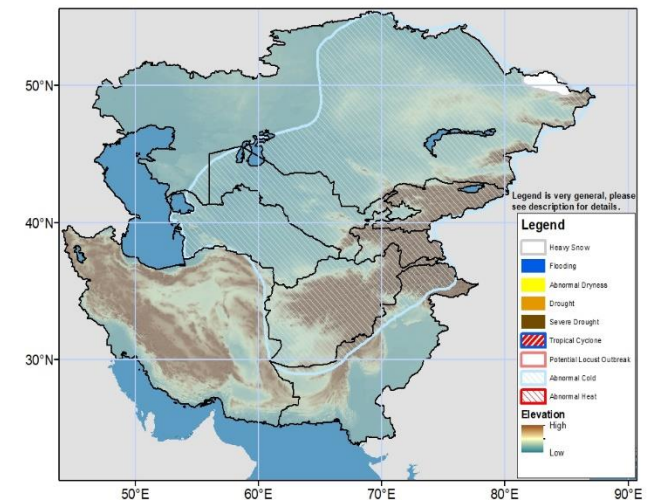 50°N
40°N
30°N
50°E
60°E
70°E
80°E
90°E
Legend is very general, please
see description for details.
Legend
Heavy Snow
Flooding
Abnormal Dryness
Drought
Severe Drought
Tropical Cyclone
Potential Locust Outbreak
Abnormal Cold
Abnormal Heat
Elevation
High
Low